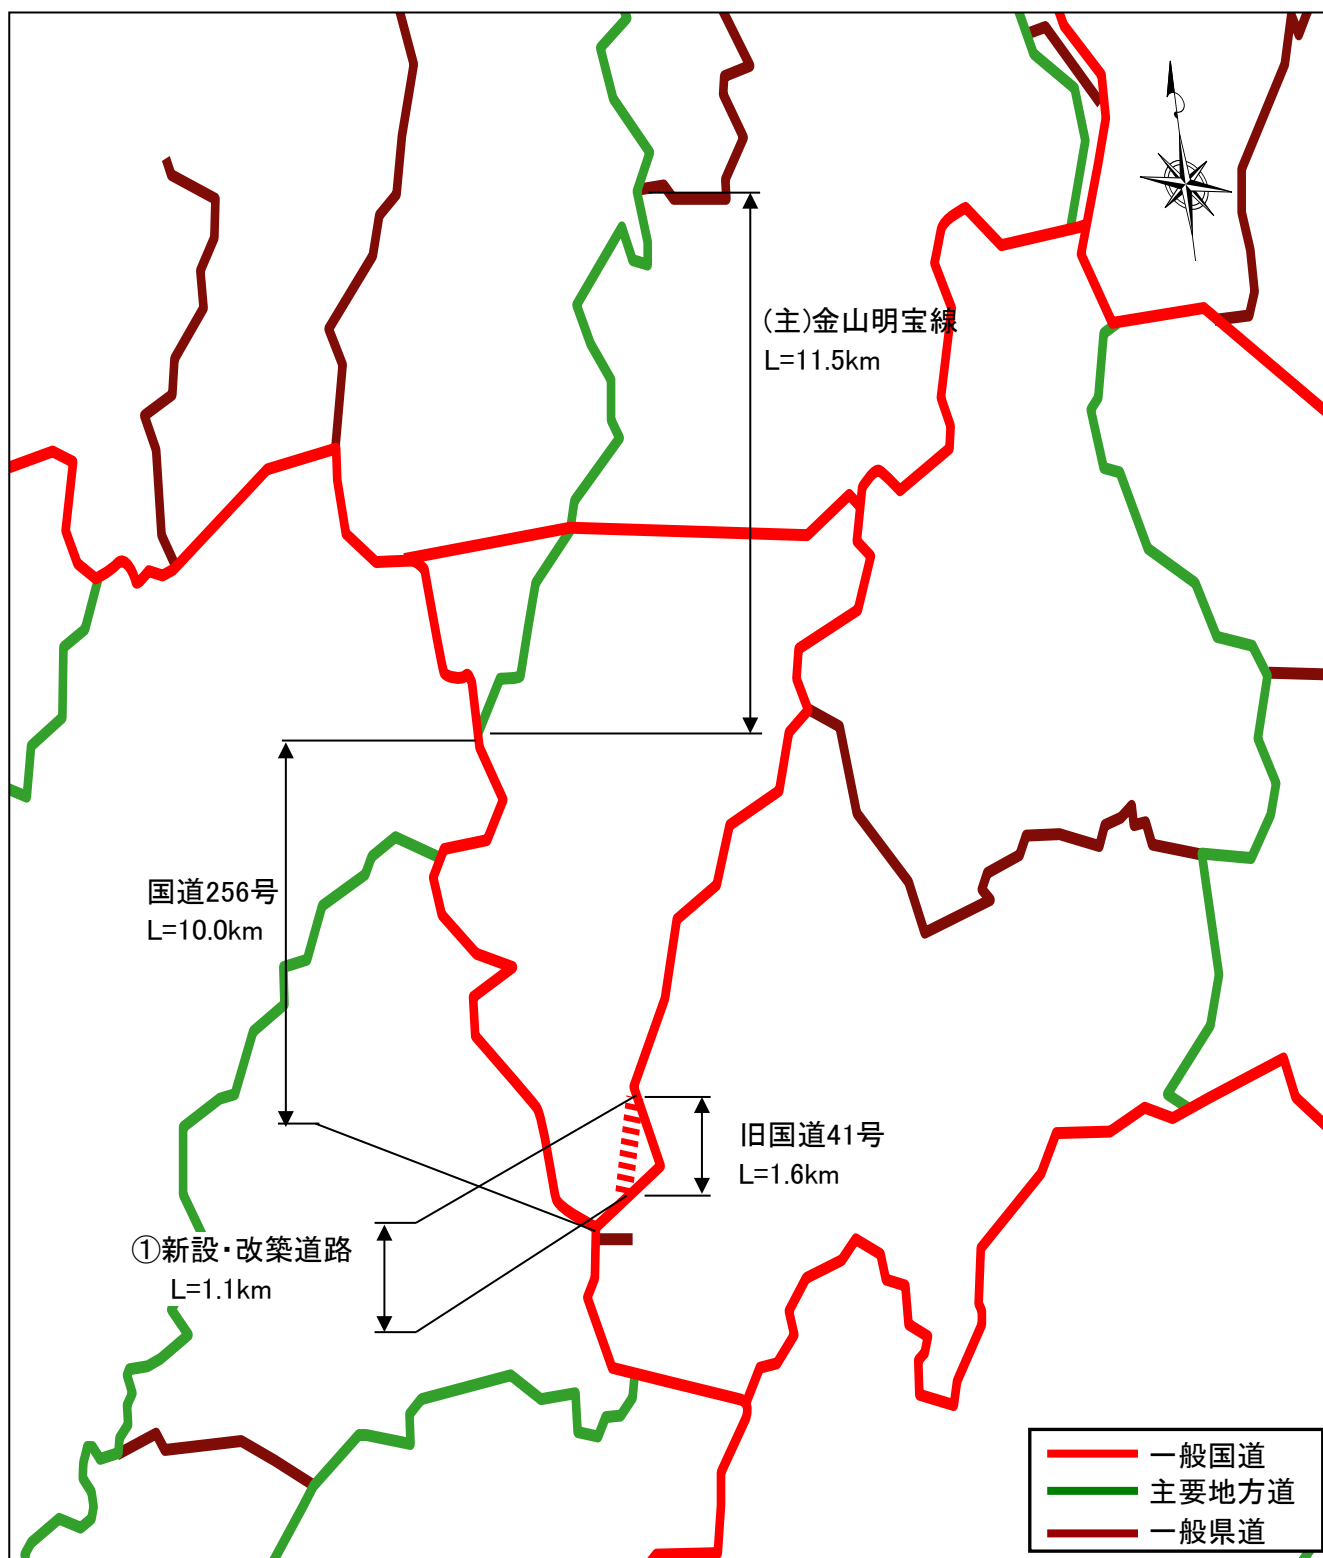 (主)金山明宝線
L=11.5km
国道256号
L=10.0km
旧国道41号
L=1.6km
①新設・改築道路
L=1.1km
一般国道
主要地方道
一般県道